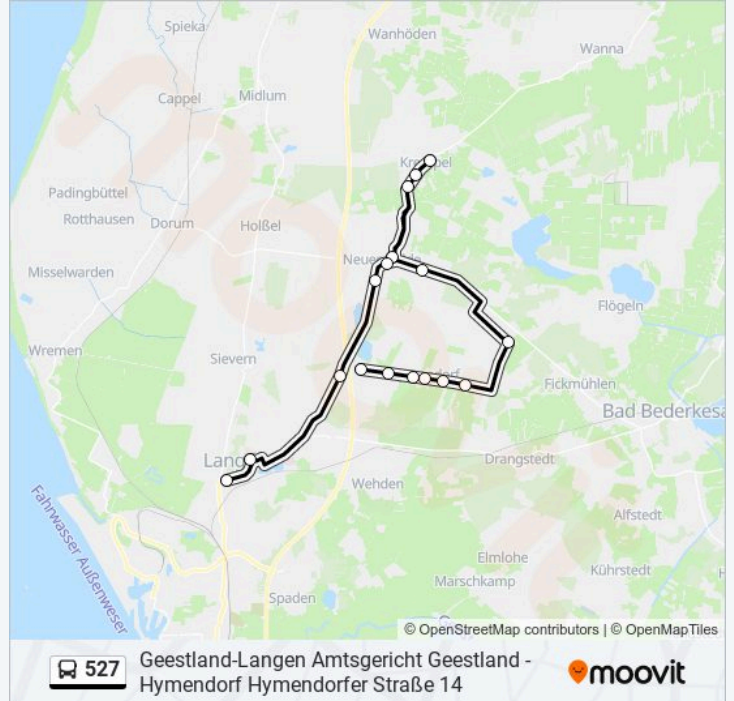 Spieka
Wanhöden
Wanna
Cappel
Midlum
Padingbüttel
Rotthausen
Dorum
Holßel
Misselwarden
Flögeln
Wremen
Sievern
Fickmühlen
Bad Bederkesa
Drangstedt
Wehden
Alfstedt
Fahrwasser Außenweser
Elmlohe
Kührstedt
Marschkamp
Spaden
© OpenStreetMap contributors | © OpenMapTiles
527
Geestland-Langen Amtsgericht Geestland -
Hymendorf Hymendorfer Straße 14
moovit